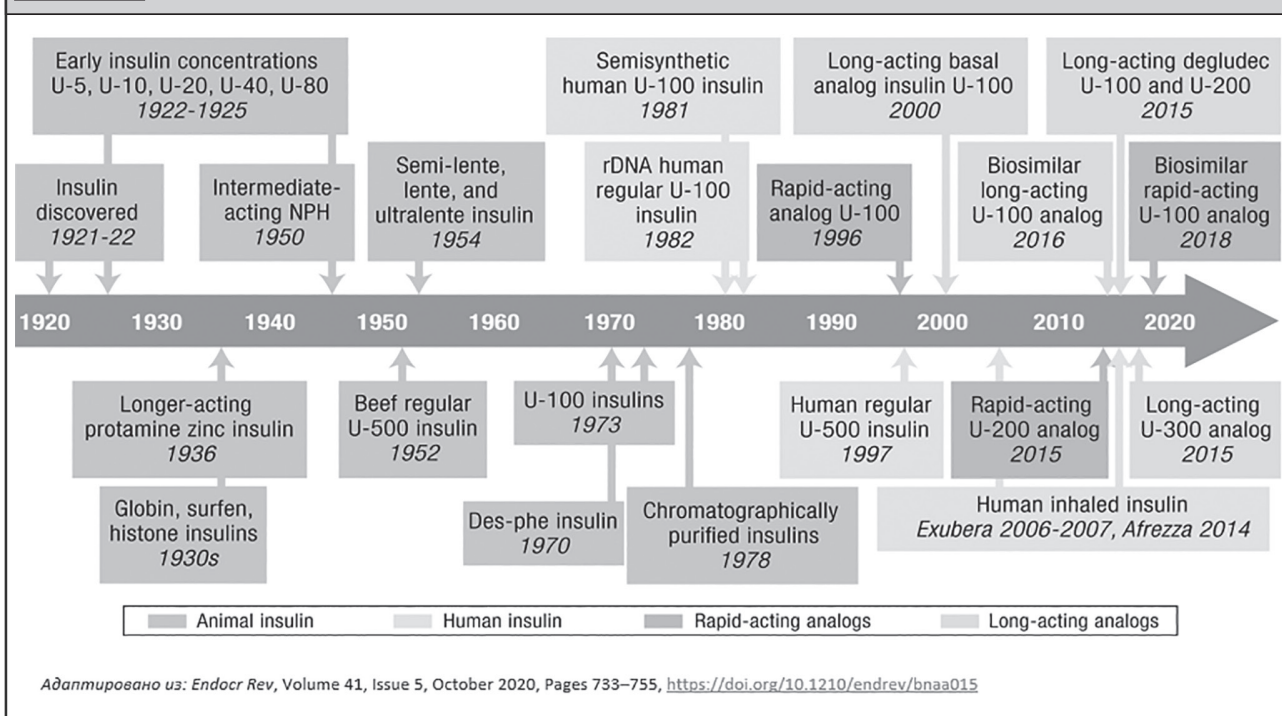 Early insulin concentrations
U-5, U-10, U-20, U-40, U-80
1922-1925
Semisynthetic
human U-100 insulin
1981
Long-acting basal
analog insulin U-100
2000
Long-acting degludec
U-100 and U-200
2015
Insulin
discovered
1921-22
Intermediate-
acting NPH
1950
Semi-lente,
lente, and
ultralente insulin
1954
rDNA human
regular U-100
insulin
1982
Rapid-acting
analog U-100
1996
Biosimilar
long-acting
U-100 analog
2016
Biosimilar
rapid-acting
U-100 analog
2018
1920 1930 1940 1950 1960 1970 1980 1990 2000 2010 2020
Longer-acting
protamine zinc insulin
1936
Beef regular
U-500 insulin
1952
U-100 insulins
1973
Human regular
U-500 insulin
1997
Rapid-acting
U-200 analog
2015
Long-acting
U-300 analog
2015
Globin, surfen,
histone insulins
1930s
Des-phe insulin
1970
Chromatographically
purified insulins
1978
Human inhaled insulin
Exubera 2006-2007, Afrezza 2014
Animal insulin Human insulin Rapid-acting analogs Long-acting analogs
Адаптировано из: Endocr Rev, Volume 41, Issue 5, October 2020, Pages 733–755, https://doi.org/10.1210/endrev/bnaa015